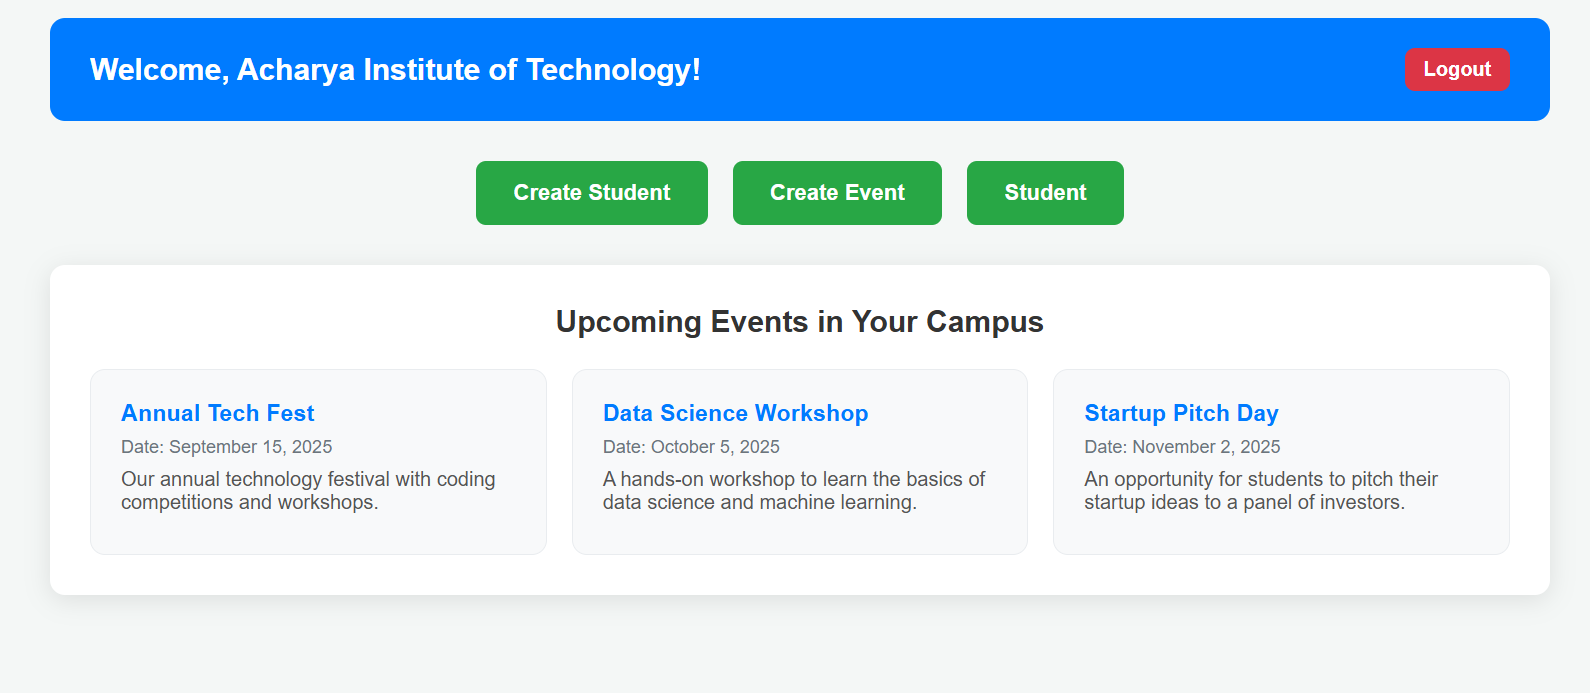 Welcome, Acharya Institute of Technology!
Logout
Create Student
Create Event
Student
Upcoming Events in Your Campus
Annual Tech Fest
Date: September 15, 2025
Our annual technology festival with coding
competitions and workshops.
Data Science Workshop
Date: October 5, 2025
A hands-on workshop to learn the basics of
data science and machine learning.
Startup Pitch Day
Date: November 2, 2025
An opportunity for students to pitch their
startup ideas to a panel of investors.